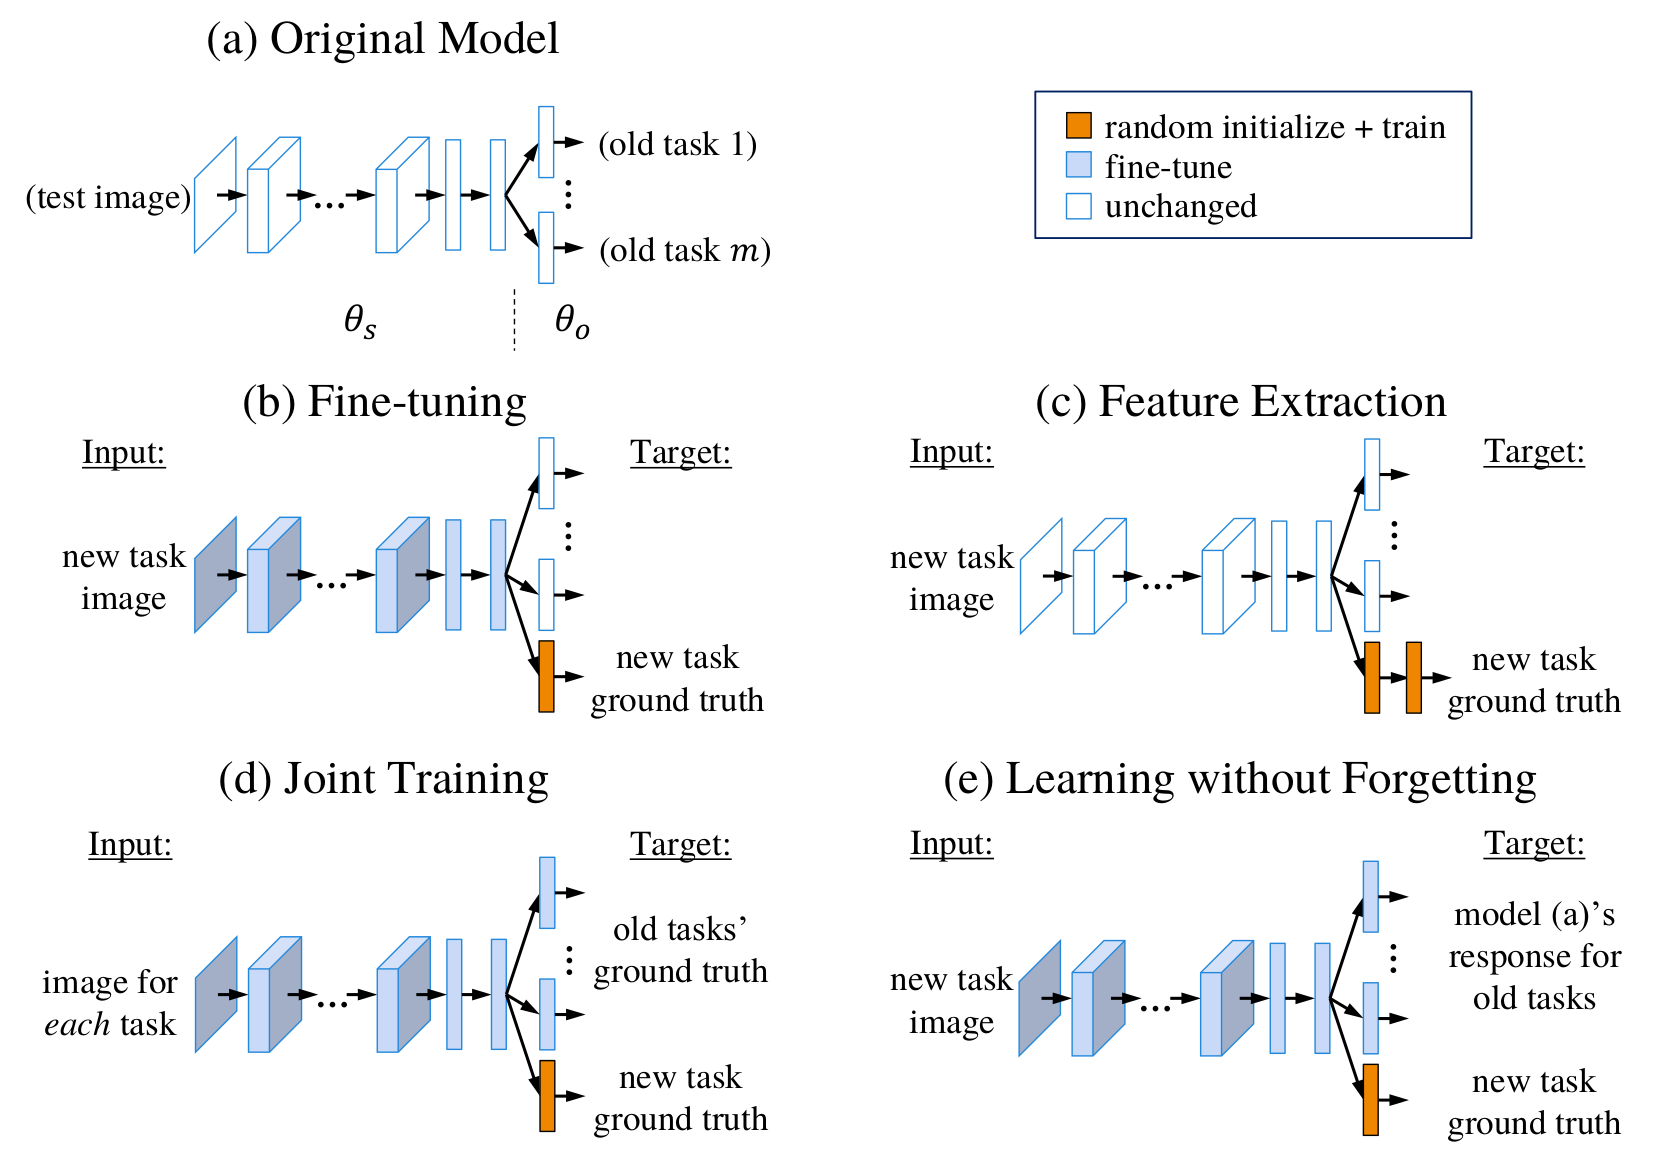 (a) Original Model
(test image)
...
(old task 1)
(old task m)
θs
θo
random initialize + train
fine-tune
unchanged
(b) Fine-tuning
Input:
Target:
new task
image
...
new task
ground truth
(c) Feature Extraction
Input:
Target:
new task
image
...
new task
ground truth
(d) Joint Training
Input:
Target:
image for
each task
...
old tasks’
ground truth
new task
ground truth
(e) Learning without Forgetting
Input:
Target:
new task
image
...
model (a)’s
response for
old tasks
new task
ground truth